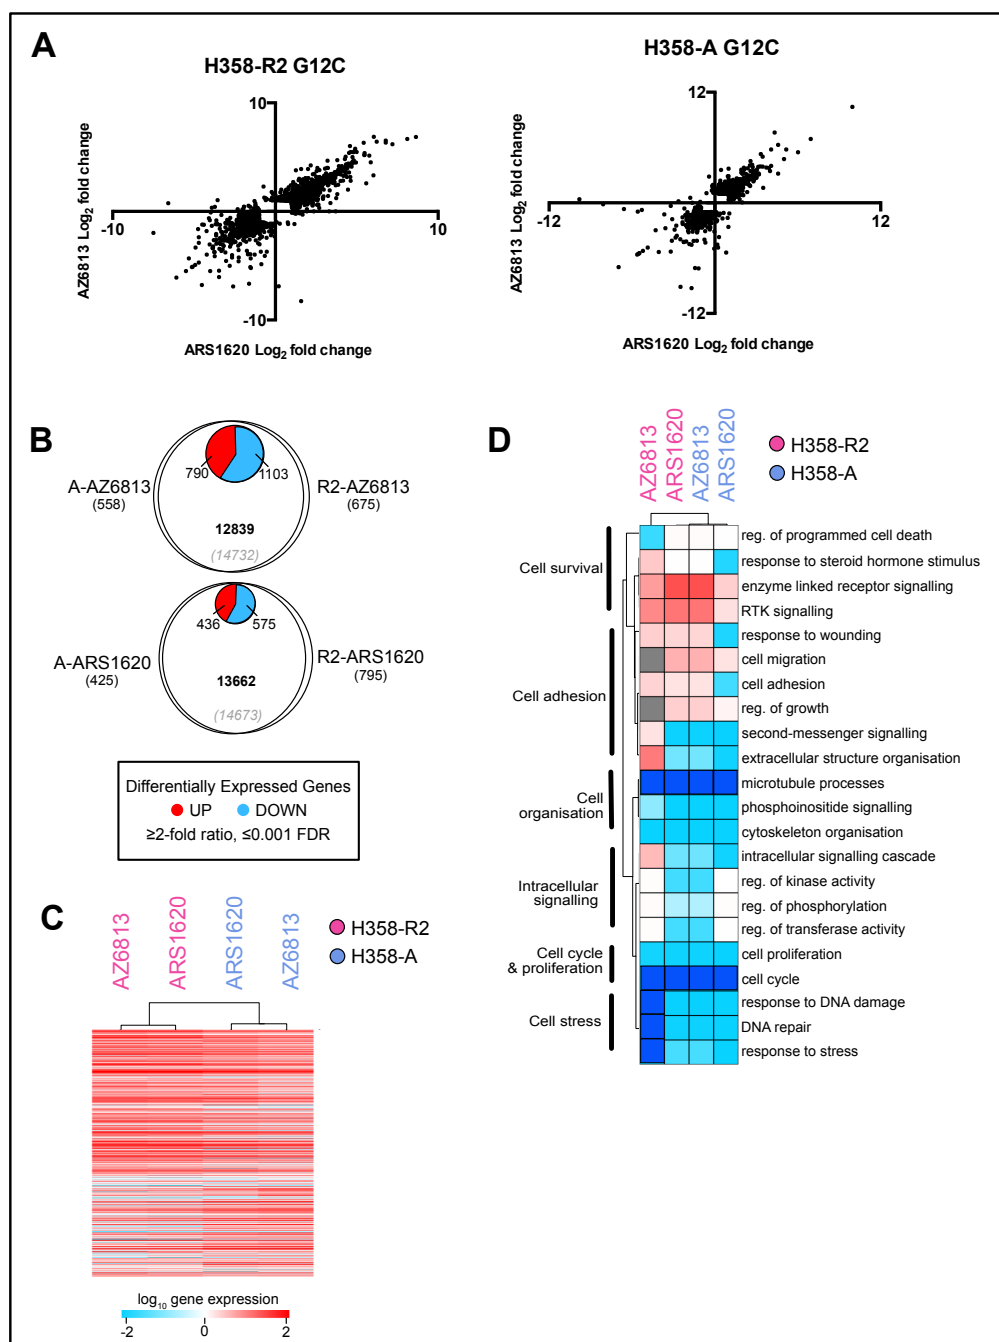 A
H358-R2 G12C
10
-10
10
-10
AZ6813 Log2 fold change
ARS1620 Log2 fold change
H358-A G12C
12
-12
12
-12
AZ6813 Log2 fold change
ARS1620 Log2 fold change
B
790
1103
A-AZ6813
(558)
R2-AZ6813
(675)
12839
(14732)
436
575
A-ARS1620
(425)
R2-ARS1620
(795)
13662
(14673)
Differentially Expressed Genes
UP
DOWN
≥2-fold ratio, ≤0.001 FDR
C
AZ6813
ARS1620
ARS1620
AZ6813
H358-R2
H358-A
log10 gene expression
-2
0
2
D
AZ6813
ARS1620
AZ6813
ARS1620
H358-R2
H358-A
Cell survival
reg. of programmed cell death
response to steroid hormone stimulus
enzyme linked receptor signalling
RTK signalling
Cell adhesion
response to wounding
cell migration
cell adhesion
reg. of growth
second-messenger signalling
extracellular structure organisation
Cell
organisation
microtubule processes
phosphoinositide signalling
cytoskeleton organisation
Intracellular
signalling
intracellular signalling cascade
reg. of kinase activity
reg. of phosphorylation
reg. of transferase activity
Cell cycle
& proliferation
cell proliferation
cell cycle
Cell stress
response to DNA damage
DNA repair
response to stress